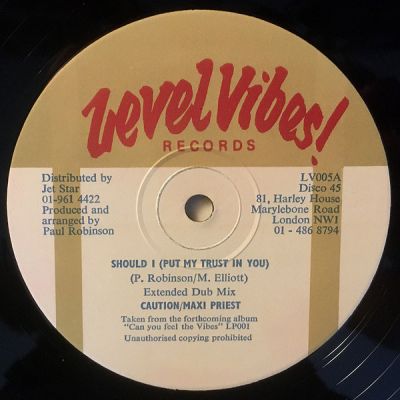 Level Vibes!
RECORDS
Distributed by
Jet Star
01-961 4422
Produced and
arranged by
Paul Robinson
LV005A
Disco 45
81, Harley House
Marylebone Road
London NW1
01 - 486 8794
SHOULD I (PUT MY TRUST IN YOU)
(P. Robinson/M. Elliott)
Extended Dub Mix
CAUTION/MAXI PRIEST
Taken from the forthcoming album
"Can you feel the Vibes" LP001
Unauthorised copying prohibited